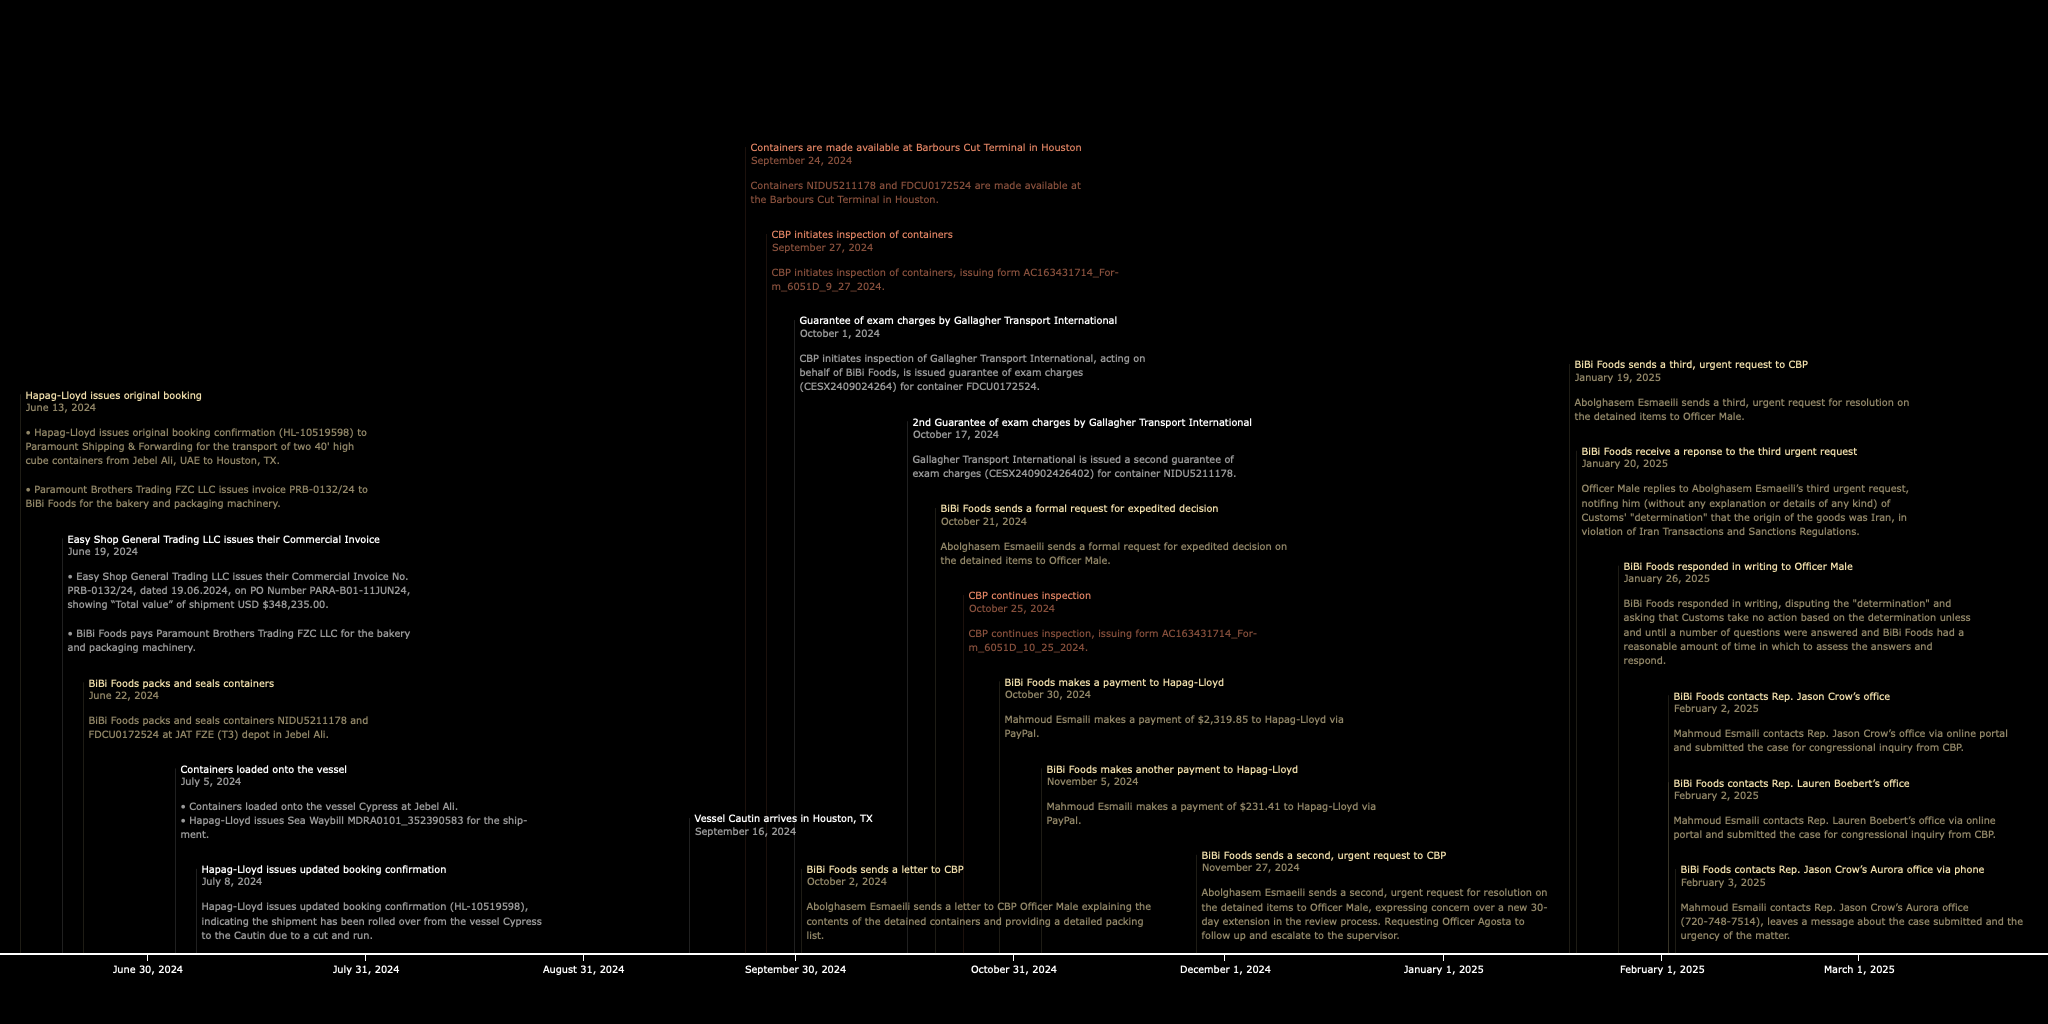 Containers are made available at Barbours Cut Terminal in Houston
September 24, 2024
Containers NIDU5211178 and FDCU0172524 are made available at
the Barbours Cut Terminal in Houston.
CBP initiates inspection of containers
September 27, 2024
CBP initiates inspection of containers, issuing form AC163431714_For-
m_6051D_9_27_2024.
Guarantee of exam charges by Gallagher Transport International
October 1, 2024
CBP initiates inspection of Gallagher Transport International, acting on
behalf of BiBi Foods, is issued guarantee of exam charges
(CESX2409024264) for container FDCU0172524.
2nd Guarantee of exam charges by Gallagher Transport International
October 17, 2024
Gallagher Transport International is issued a second guarantee of
exam charges (CESX240902426402) for container NIDU5211178.
BiBi Foods sends a formal request for expedited decision
October 21, 2024
Abolghasem Esmaeili sends a formal request for expedited decision on
the detained items to Officer Male.
CBP continues inspection
October 25, 2024
CBP continues inspection, issuing form AC163431714_For-
m_6051D_10_25_2024.
BiBi Foods makes a payment to Hapag-Lloyd
October 30, 2024
Mahmoud Esmaili makes a payment of $2,319.85 to Hapag-Lloyd via
PayPal.
BiBi Foods makes another payment to Hapag-Lloyd
November 5, 2024
Mahmoud Esmaili makes a payment of $231.41 to Hapag-Lloyd via
PayPal.
Hapag-Lloyd issues original booking
June 13, 2024
• Hapag-Lloyd issues original booking confirmation (HL-10519598) to
Paramount Shipping & Forwarding for the transport of two 40' high
cube containers from Jebel Ali, UAE to Houston, TX.
• Paramount Brothers Trading FZC LLC issues invoice PRB-0132/24 to
BiBi Foods for the bakery and packaging machinery.
Easy Shop General Trading LLC issues their Commercial Invoice
June 19, 2024
• Easy Shop General Trading LLC issues their Commercial Invoice No.
PRB-0132/24, dated 19.06.2024, on PO Number PARA-B01-11JUN24,
showing “Total value” of shipment USD $348,235.00.
• BiBi Foods pays Paramount Brothers Trading FZC LLC for the bakery
and packaging machinery.
BiBi Foods packs and seals containers
June 22, 2024
BiBi Foods packs and seals containers NIDU5211178 and
FDCU0172524 at JAT FZE (T3) depot in Jebel Ali.
Containers loaded onto the vessel
July 5, 2024
• Containers loaded onto the vessel Cypress at Jebel Ali.
• Hapag-Lloyd issues Sea Waybill MDRA0101_352390583 for the ship-
ment.
Hapag-Lloyd issues updated booking confirmation
July 8, 2024
Hapag-Lloyd issues updated booking confirmation (HL-10519598),
indicating the shipment has been rolled over from the vessel Cypress
to the Cautin due to a cut and run.
Vessel Cautin arrives in Houston, TX
September 16, 2024
BiBi Foods sends a letter to CBP
October 2, 2024
Abolghasem Esmaeili sends a letter to CBP Officer Male explaining the
contents of the detained containers and providing a detailed packing
list.
BiBi Foods sends a second, urgent request to CBP
November 27, 2024
Abolghasem Esmaeili sends a second, urgent request for resolution on
the detained items to Officer Male, expressing concern over a new 30-
day extension in the review process. Requesting Officer Agosta to
follow up and escalate to the supervisor.
BiBi Foods sends a third, urgent request to CBP
January 19, 2025
Abolghasem Esmaeili sends a third, urgent request for resolution on
the detained items to Officer Male.
BiBi Foods receive a reponse to the third urgent request
January 20, 2025
Officer Male replies to Abolghasem Esmaeili’s third urgent request,
notifing him (without any explanation or details of any kind) of
Customs' "determination" that the origin of the goods was Iran, in
violation of Iran Transactions and Sanctions Regulations.
BiBi Foods responded in writing to Officer Male
January 26, 2025
BiBi Foods responded in writing, disputing the "determination" and
asking that Customs take no action based on the determination unless
and until a number of questions were answered and BiBi Foods had a
reasonable amount of time in which to assess the answers and
respond.
BiBi Foods contacts Rep. Jason Crow’s office
February 2, 2025
Mahmoud Esmaili contacts Rep. Jason Crow’s office via online portal
and submitted the case for congressional inquiry from CBP.
BiBi Foods contacts Rep. Lauren Boebert’s office
February 2, 2025
Mahmoud Esmaili contacts Rep. Lauren Boebert’s office via online
portal and submitted the case for congressional inquiry from CBP.
BiBi Foods contacts Rep. Jason Crow’s Aurora office via phone
February 3, 2025
Mahmoud Esmaili contacts Rep. Jason Crow’s Aurora office
(720-748-7514), leaves a message about the case submitted and the
urgency of the matter.
June 30, 2024
July 31, 2024
August 31, 2024
September 30, 2024
October 31, 2024
December 1, 2024
January 1, 2025
February 1, 2025
March 1, 2025